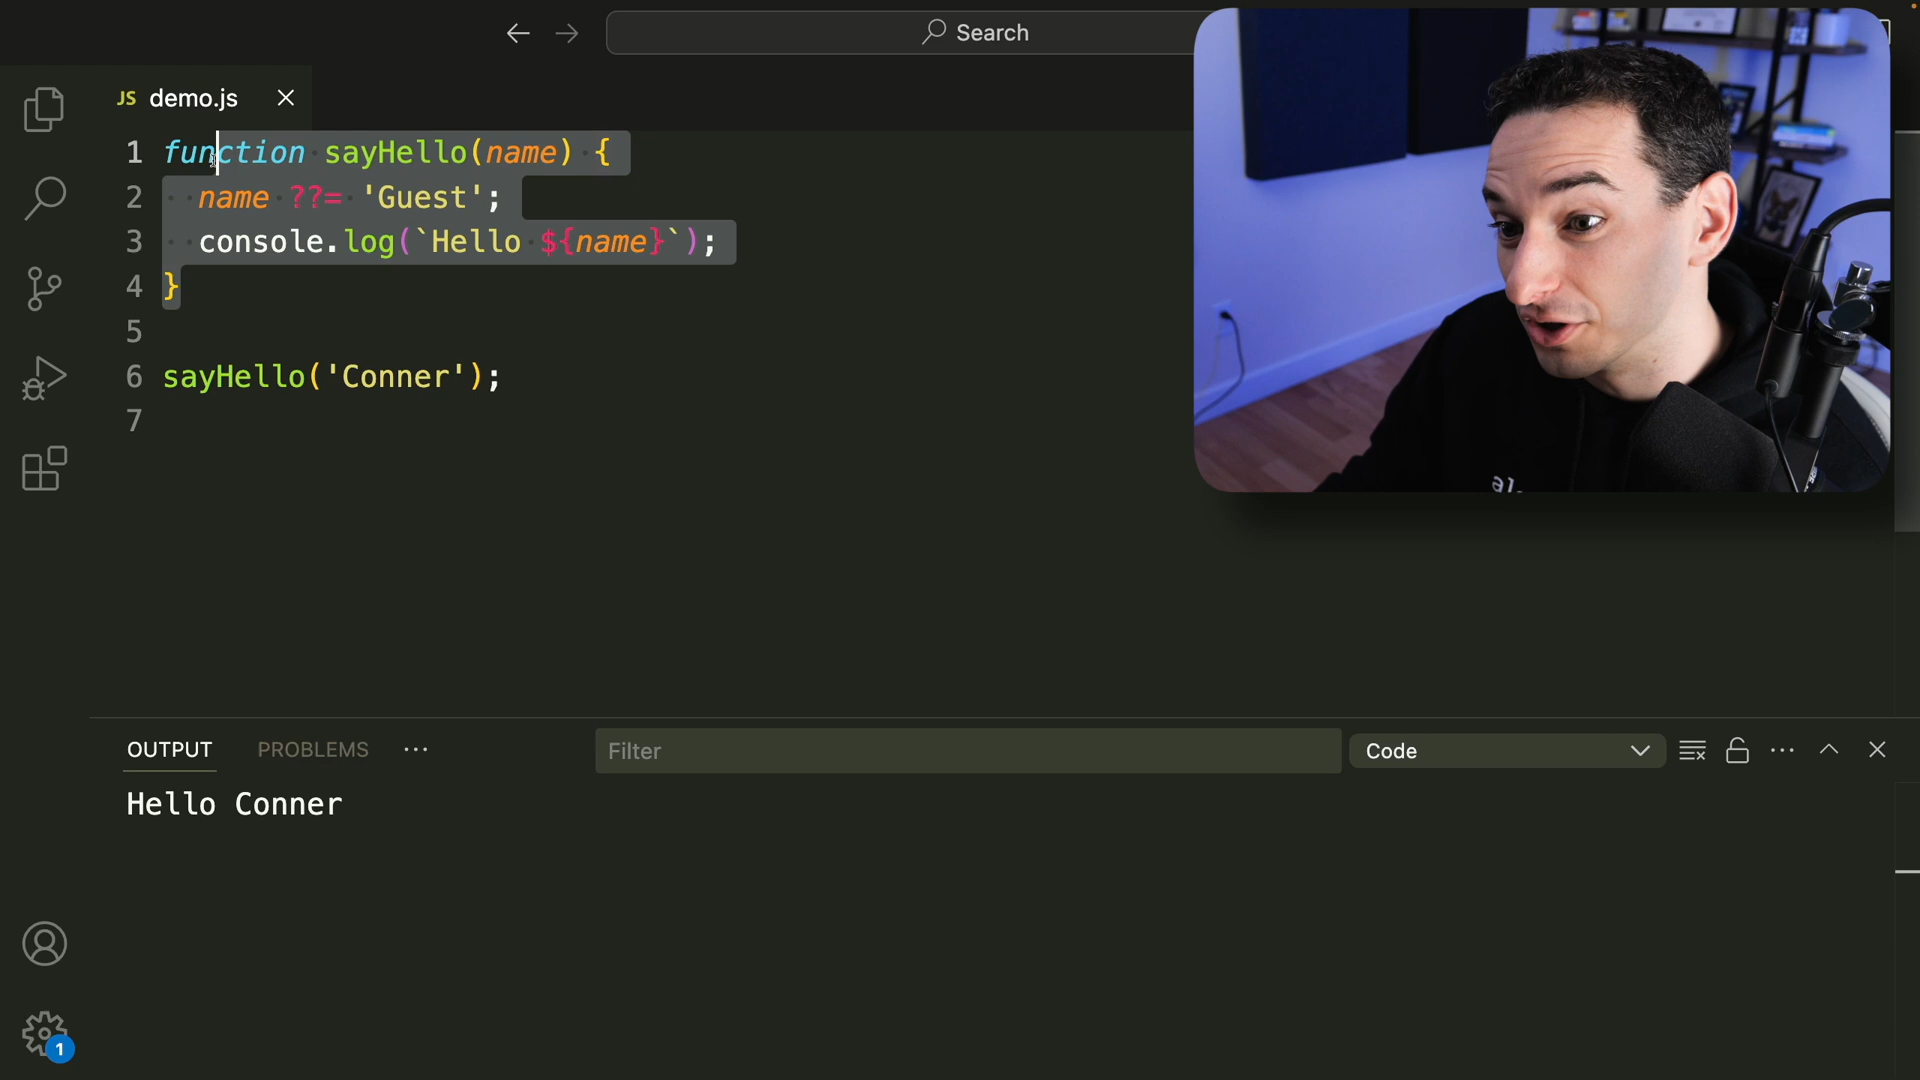 Search
JS demo.js
1 function sayHello(name) {
2 name ??= 'Guest';
3 console.log(`Hello ${name}`);
4 }
5
6 sayHello('Conner');
7
OUTPUT PROBLEMS ··· Filter Code
Hello Conner
1